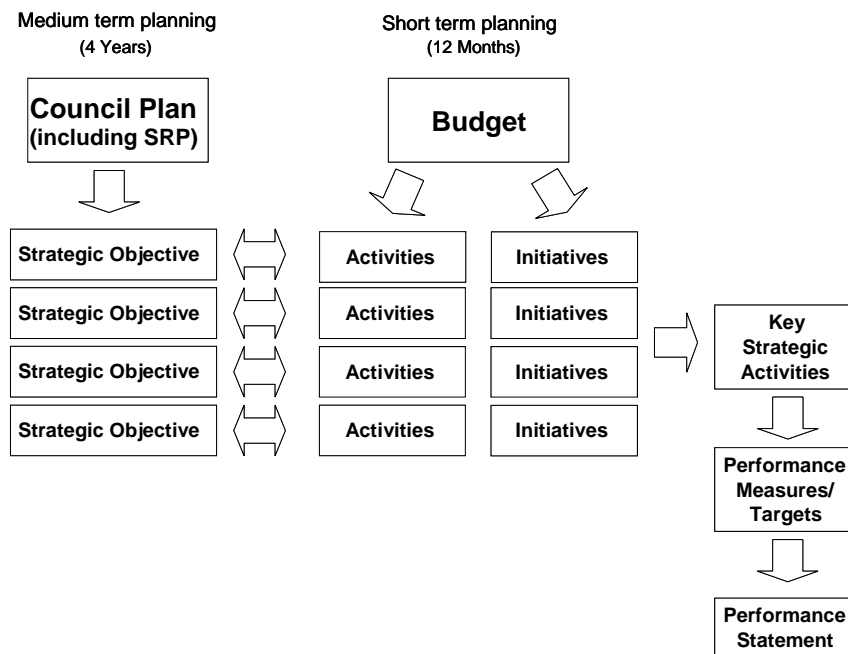 Medium term planning
(4 Years)
Short term planning
(12 Months)
Council Plan
(including SRP)
Budget
Strategic Objective
Activities
Initiatives
Strategic Objective
Activities
Initiatives
Strategic Objective
Activities
Initiatives
Strategic Objective
Activities
Initiatives
Key
Strategic
Activities
Performance
Measures/
Targets
Performance
Statement